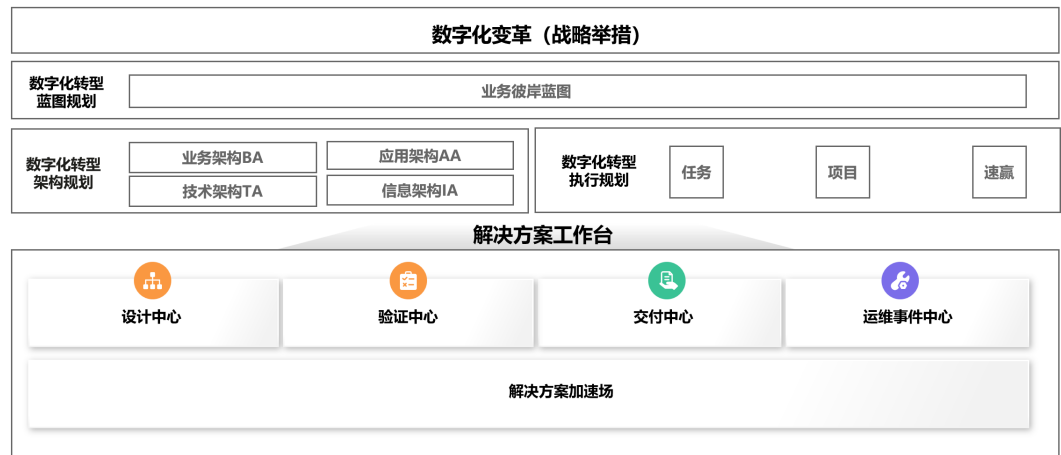 数字化变革（战略举措）
数字化转型
蓝图规划
业务彼岸蓝图
数字化转型
架构规划
业务架构BA
应用架构AA
技术架构TA
信息架构IA
数字化转型
执行规划
任务
项目
速赢
解决方案工作台
设计中心
验证中心
交付中心
运维事件中心
解决方案加速场